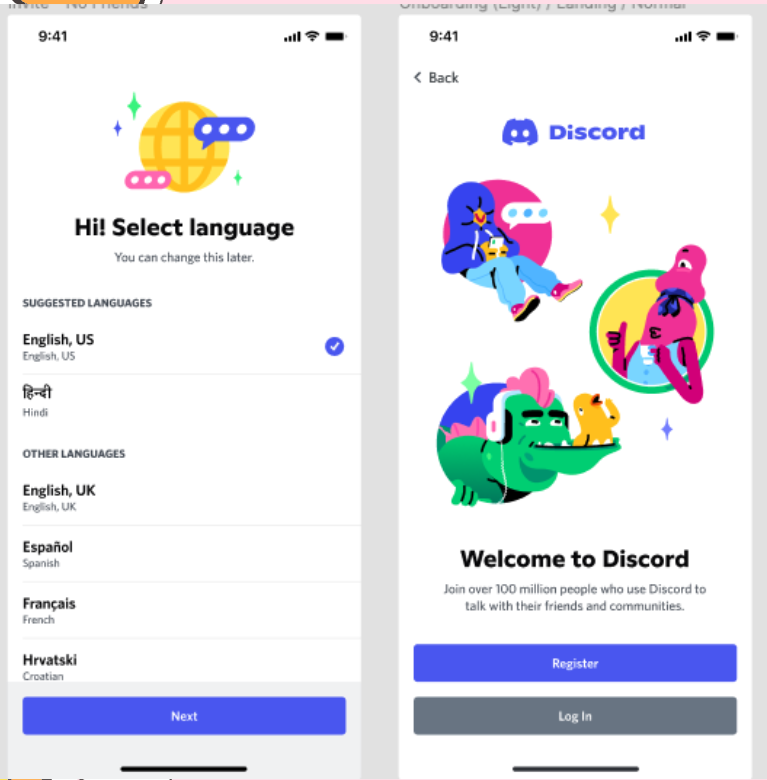 Invite - No Friends
9:41
Hi! Select language
You can change this later.
SUGGESTED LANGUAGES
English, US
English, US
हिन्दी
Hindi
OTHER LANGUAGES
English, UK
English, UK
Español
Spanish
Français
French
Hrvatski
Croatian
Next
Onboarding (Light) / Landing / Normal
9:41
Back
Discord
Welcome to Discord
Join over 100 million people who use Discord to
talk with their friends and communities.
Register
Log In